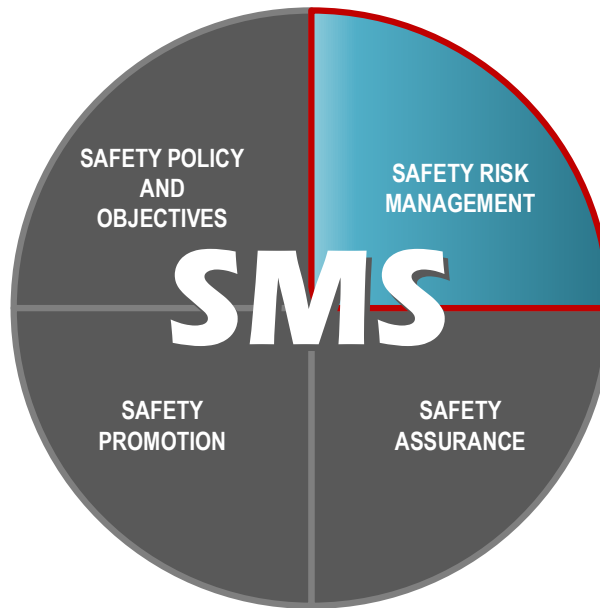 SAFETY POLICY
AND
OBJECTIVES
SAFETY RISK
MANAGEMENT
SMS
SAFETY
PROMOTION
SAFETY
ASSURANCE